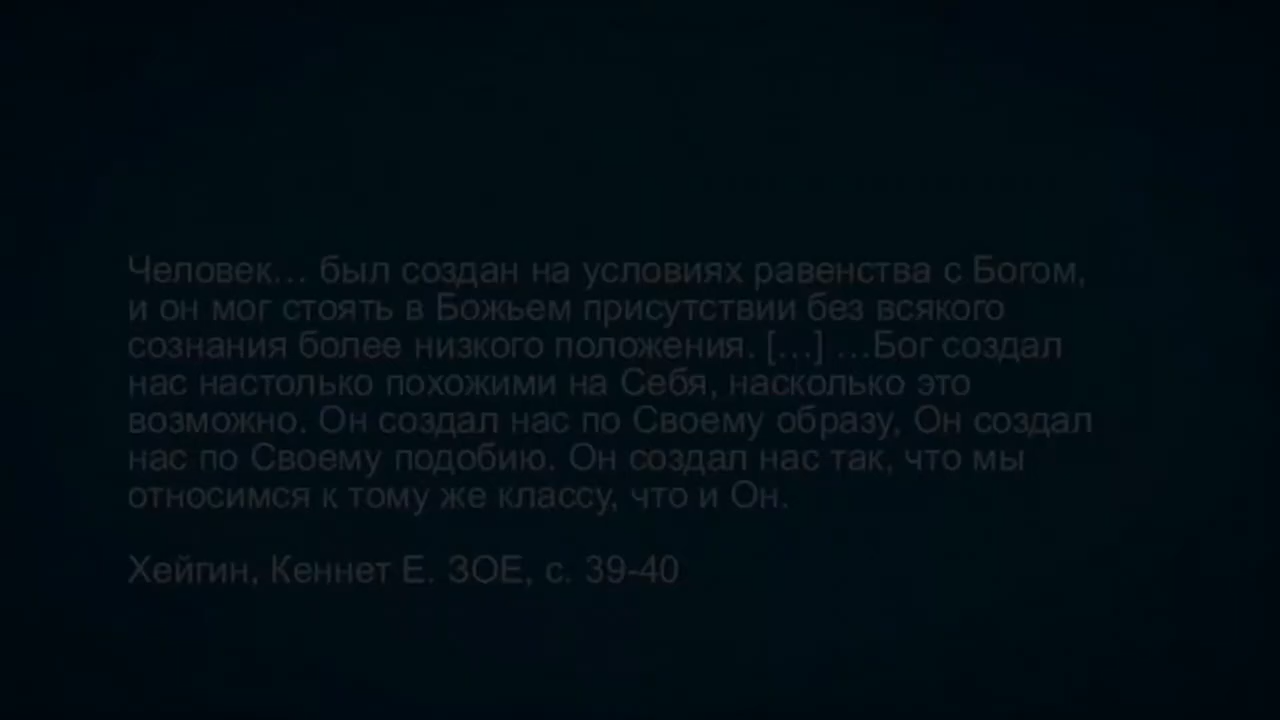 Человек… был создан на условиях равенства с Богом,
и он мог стоять в Божьем присутствии без всякого
сознания более низкого положения. […] …Бог создал
нас настолько похожими на Себя, насколько это
возможно. Он создал нас по Своему образу, Он создал
нас по Своему подобию. Он создал нас так, что мы
относимся к тому же классу, что и Он.
Хейгин, Кеннет Е. ЗОЕ, с. 39-40